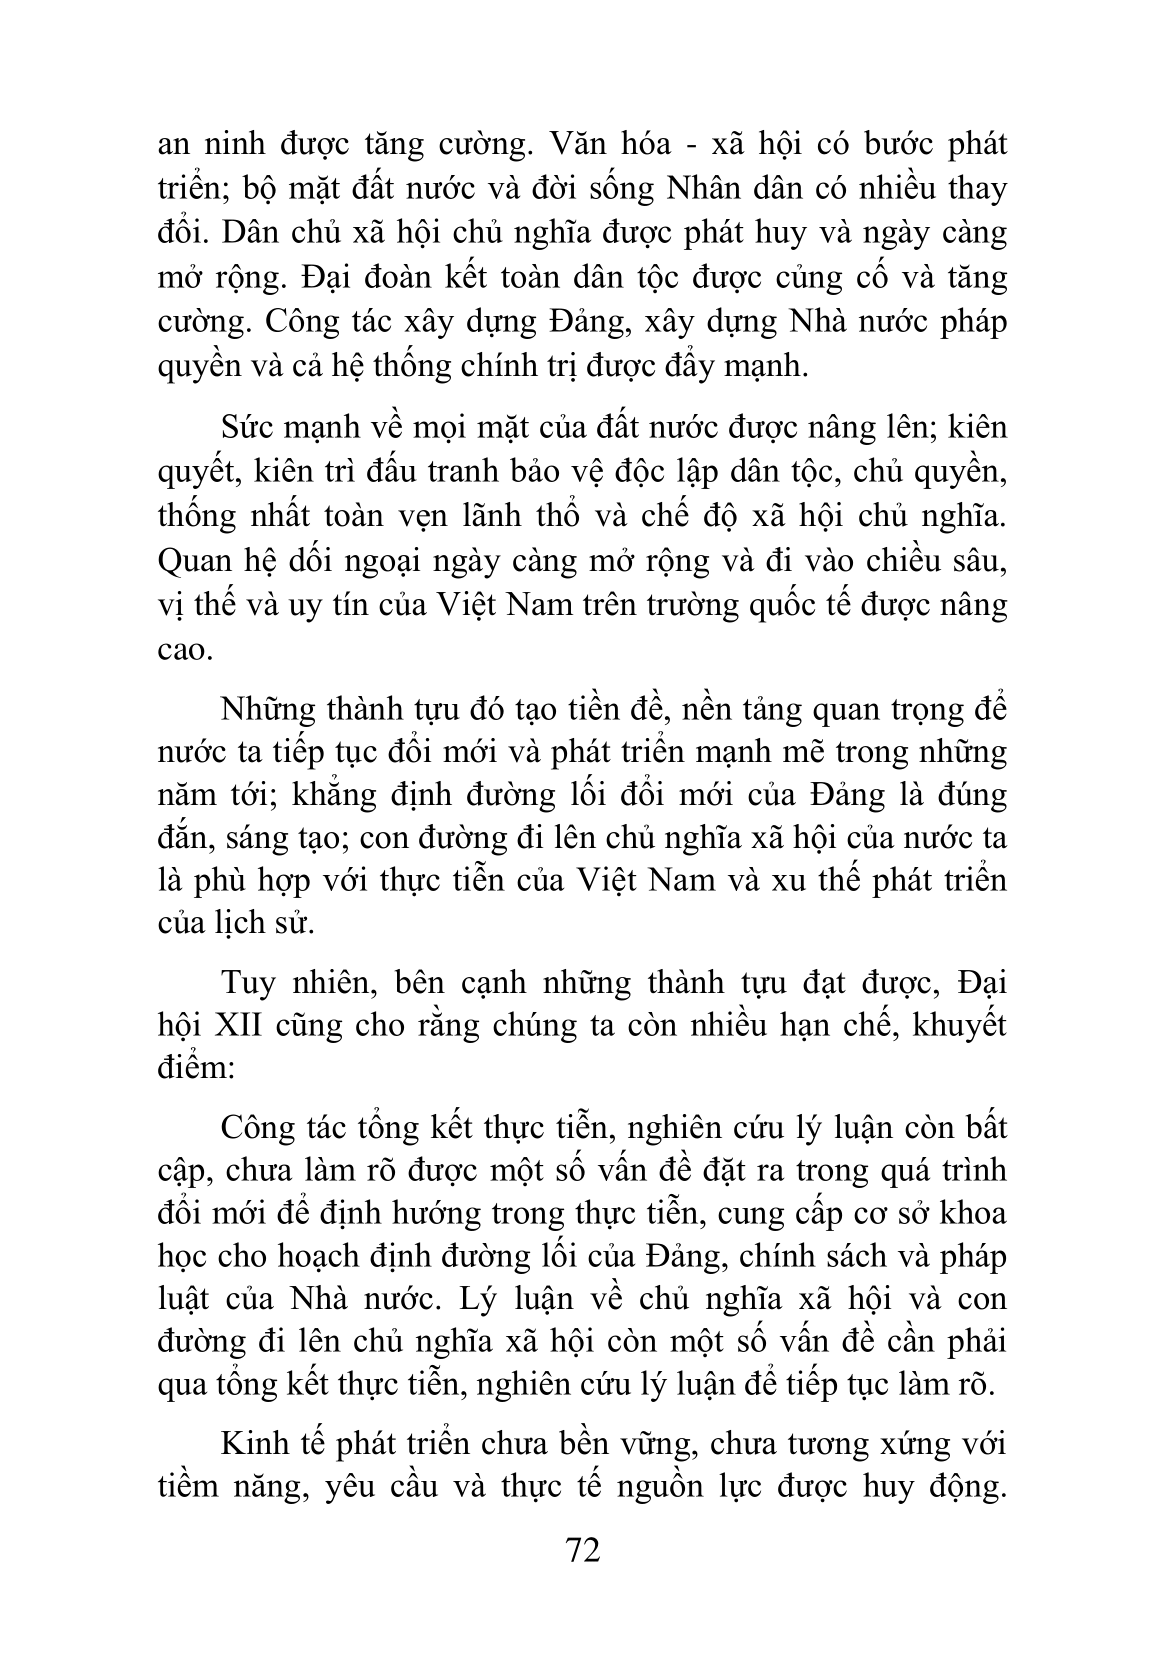 an ninh được tăng cường. Văn hóa - xã hội có bước phát
triển; bộ mặt đất nước và đời sống Nhân dân có nhiều thay
đổi. Dân chủ xã hội chủ nghĩa được phát huy và ngày càng
mở rộng. Đại đoàn kết toàn dân tộc được củng cố và tăng
cường. Công tác xây dựng Đảng, xây dựng Nhà nước pháp
quyền và cả hệ thống chính trị được đẩy mạnh.
Sức mạnh về mọi mặt của đất nước được nâng lên; kiên
quyết, kiên trì đấu tranh bảo vệ độc lập dân tộc, chủ quyền,
thống nhất toàn vẹn lãnh thổ và chế độ xã hội chủ nghĩa.
Quan hệ dối ngoại ngày càng mở rộng và đi vào chiều sâu,
vị thế và uy tín của Việt Nam trên trường quốc tế được nâng
cao.
Những thành tựu đó tạo tiền đề, nền tảng quan trọng để
nước ta tiếp tục đổi mới và phát triển mạnh mẽ trong những
năm tới; khẳng định đường lối đổi mới của Đảng là đúng
đắn, sáng tạo; con đường đi lên chủ nghĩa xã hội của nước ta
là phù hợp với thực tiễn của Việt Nam và xu thế phát triển
của lịch sử.
Tuy nhiên, bên cạnh những thành tựu đạt được, Đại
hội XII cũng cho rằng chúng ta còn nhiều hạn chế, khuyết
điểm:
Công tác tổng kết thực tiễn, nghiên cứu lý luận còn bất
cập, chưa làm rõ được một số vấn đề đặt ra trong quá trình
đổi mới để định hướng trong thực tiễn, cung cấp cơ sở khoa
học cho hoạch định đường lối của Đảng, chính sách và pháp
luật của Nhà nước. Lý luận về chủ nghĩa xã hội và con
đường đi lên chủ nghĩa xã hội còn một số vấn đề cần phải
qua tổng kết thực tiễn, nghiên cứu lý luận để tiếp tục làm rõ.
Kinh tế phát triển chưa bền vững, chưa tương xứng với
tiềm năng, yêu cầu và thực tế nguồn lực được huy động.
72